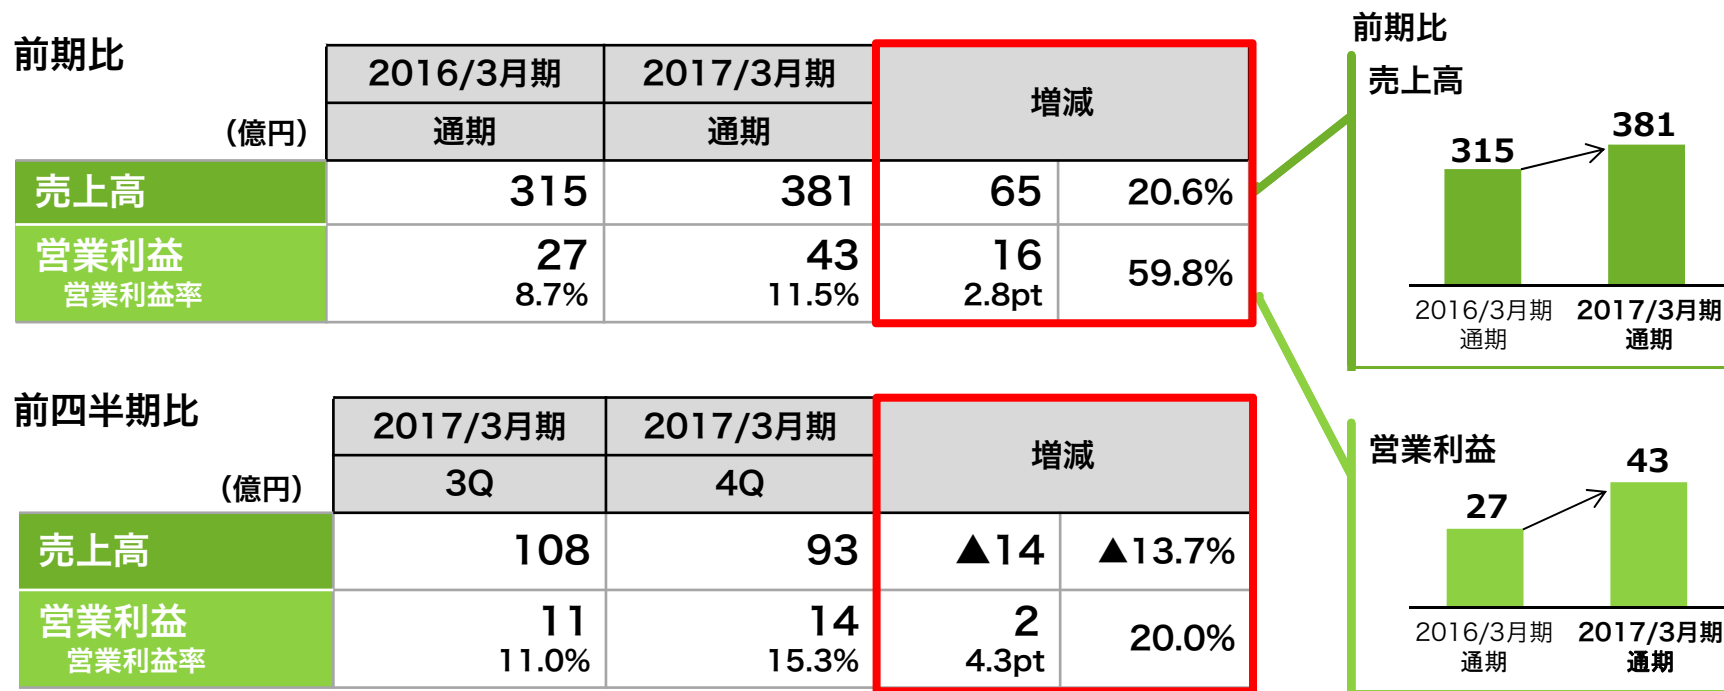 前期比
(億円)
2016/3月期 2017/3月期 増減
通期 通期
売上高 315 381 65 20.6%
営業利益 27 43 16 59.8%
営業利益率 8.7% 11.5% 2.8pt
前四半期比
(億円)
2017/3月期 2017/3月期 増減
3Q 4Q
売上高 108 93 ▲14 ▲13.7%
営業利益 11 14 2 20.0%
営業利益率 11.0% 15.3% 4.3pt
前期比
売上高
315 381
2016/3月期 2017/3月期
通期 通期
営業利益
27 43
2016/3月期 2017/3月期
通期 通期